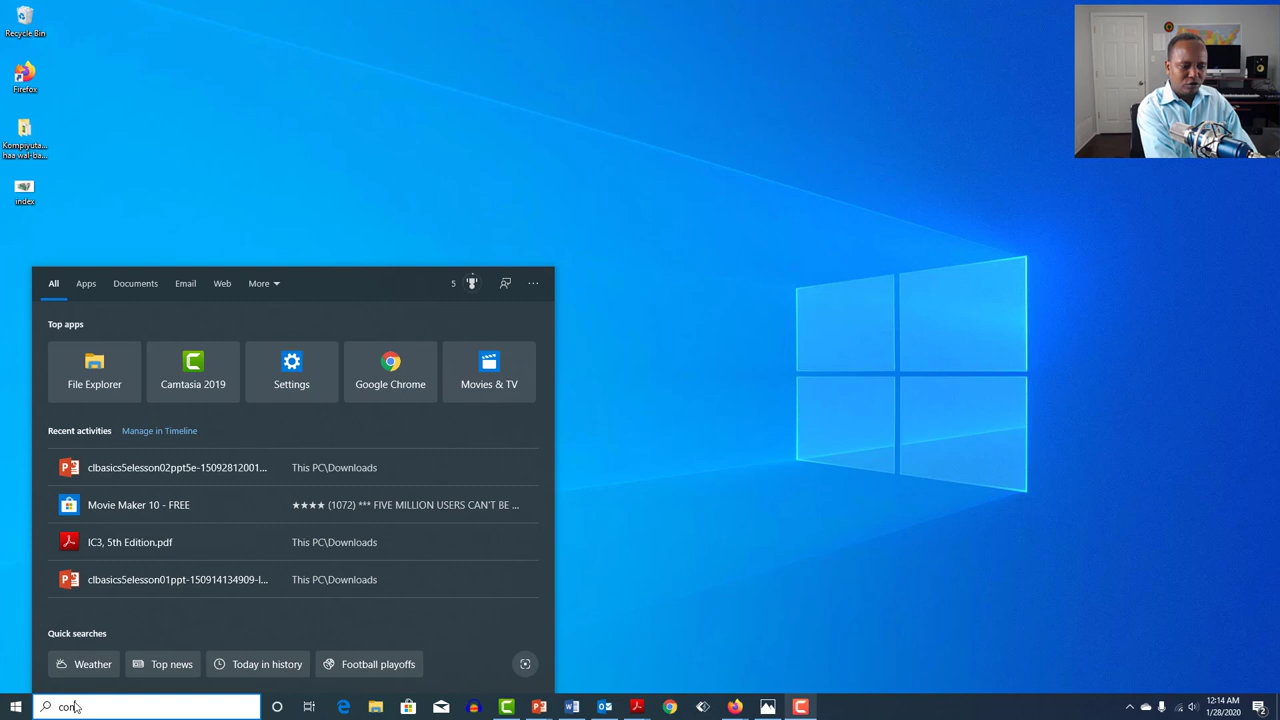 Recycle Bin
Firefox
Kompiyuta...
haa wal-ba...
index
All Apps Documents Email Web More 5 ...
Top apps
File Explorer Camtasia 2019 Settings Google Chrome Movies & TV
Recent activities Manage in Timeline
clbasics5elesson02ppt5e-15092812001... This PC\Downloads
Movie Maker 10 - FREE ★★★★ (1072) *** FIVE MILLION USERS CAN'T BE ...
IC3, 5th Edition.pdf This PC\Downloads
clbasics5elesson01ppt-150914134909-l... This PC\Downloads
Quick searches
Weather Top news Today in history Football playoffs
con
12:14 AM
1/28/2020
2